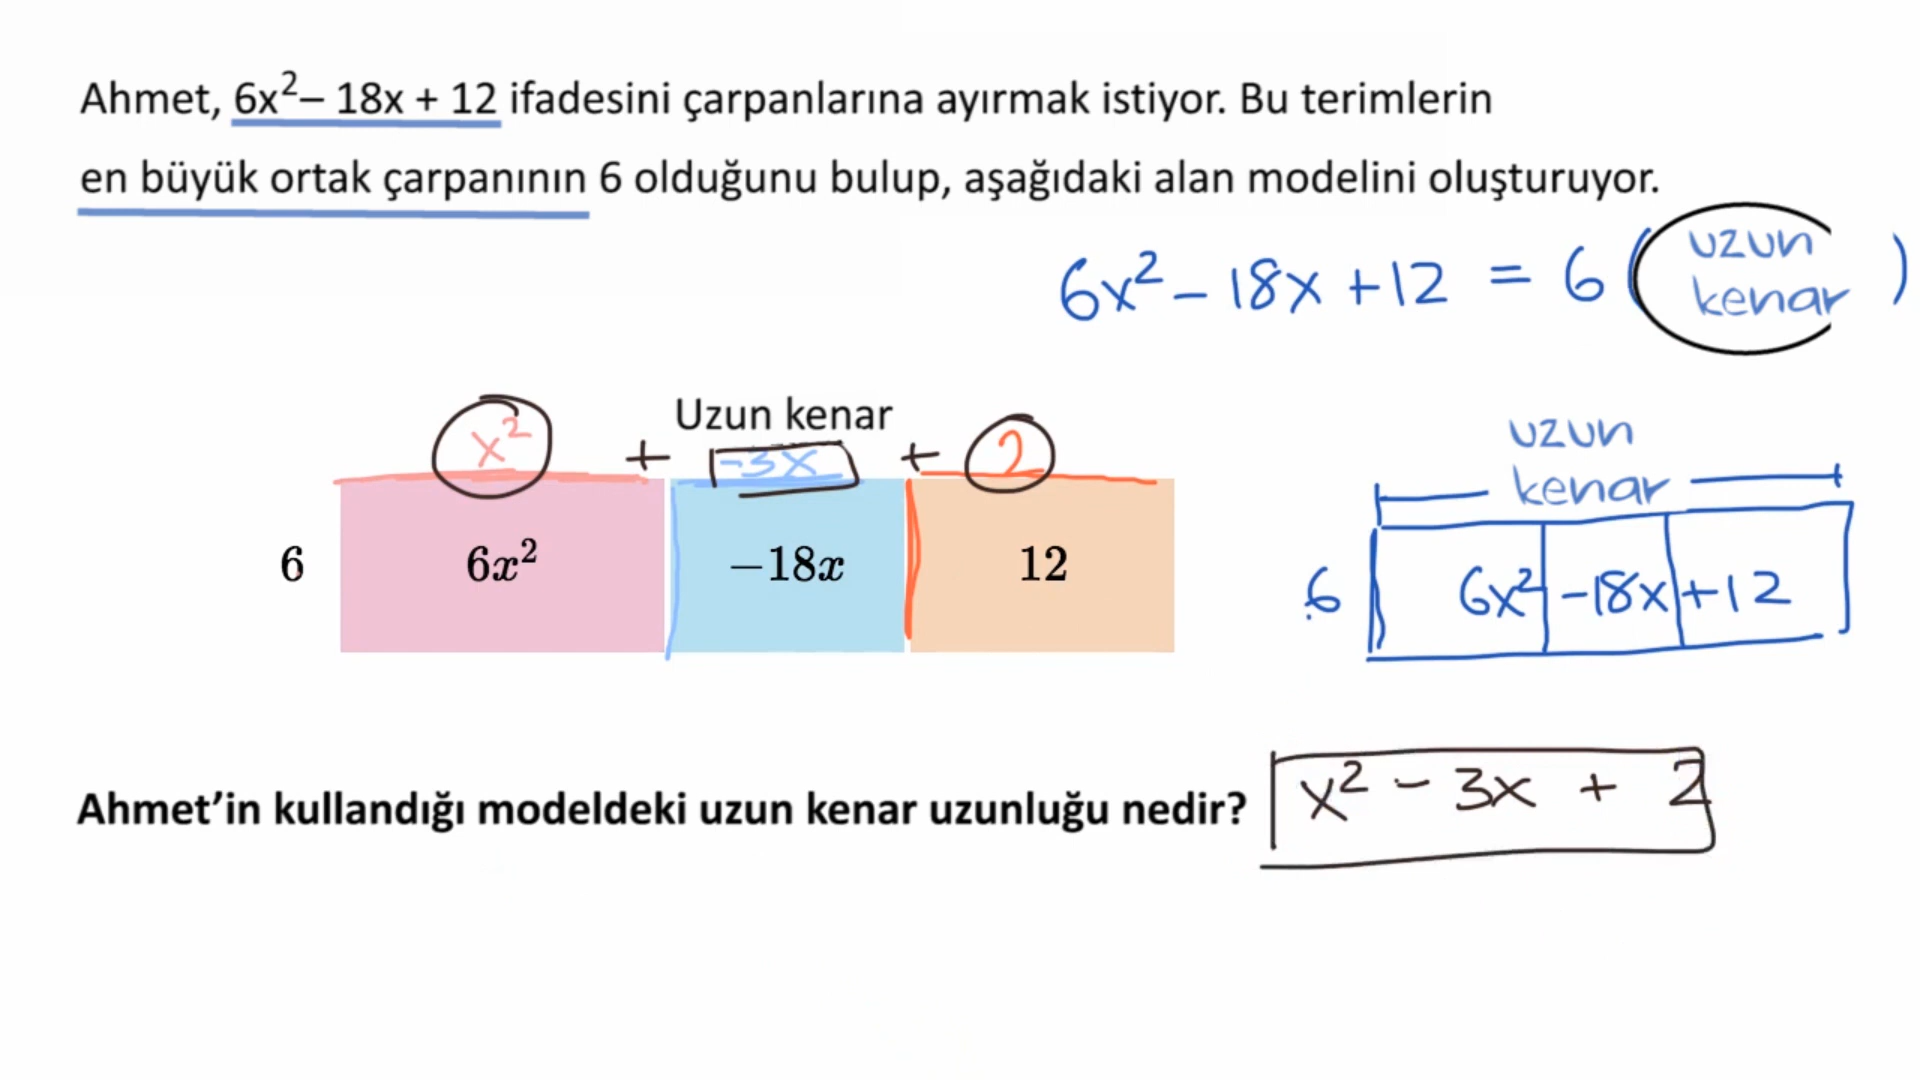 Ahmet, 6x²– 18x + 12 ifadesini çarpanlarına ayırmak istiyor. Bu terimlerin
en büyük ortak çarpanının 6 olduğunu bulup, aşağıdaki alan modelini oluşturuyor.
6x² – 18x + 12 = 6 ( uzun
kenar )
Uzun kenar
x² + -3x + 2
6 6x² −18x 12
uzun
kenar
6 6x² -18x +12
Ahmet’in kullandığı modeldeki uzun kenar uzunluğu nedir? x² - 3x + 2